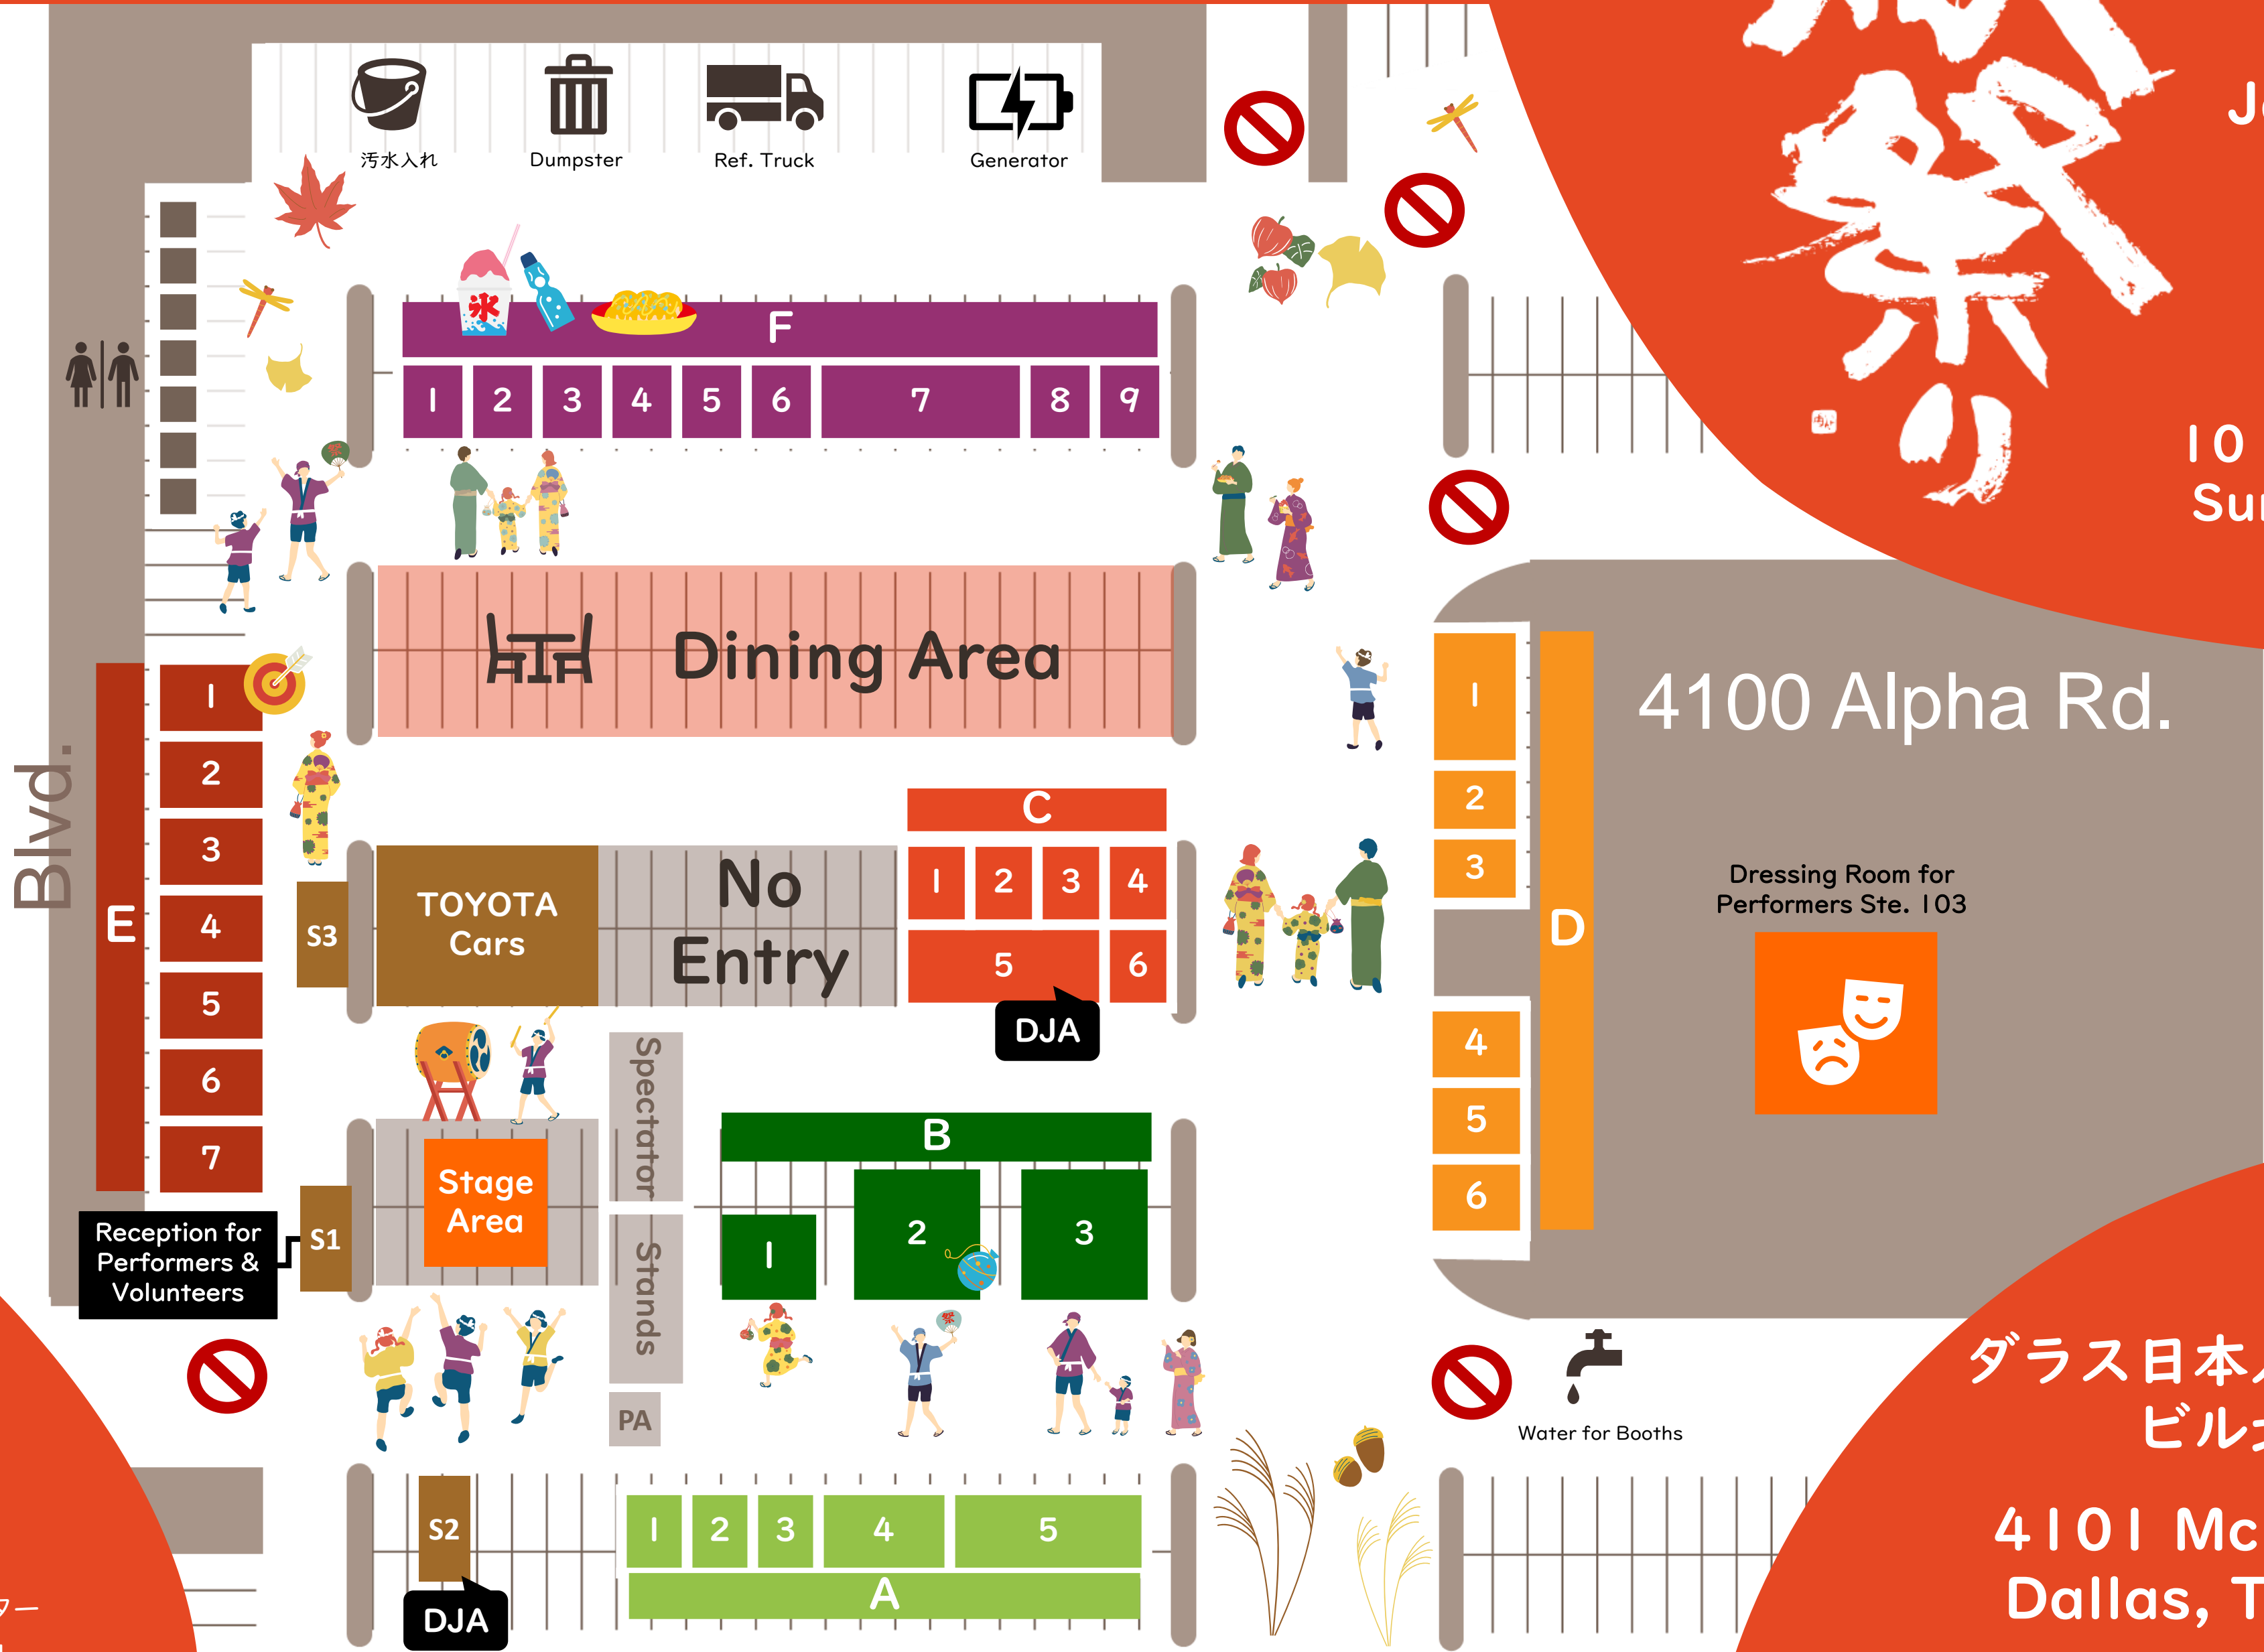 汚水入れ
Dumpster
Ref. Truck
Generator
祭り
10
氷
F
1
2
3
4
5
6
7
8
9
Dining Area
Blvd.
E
1
2
3
4
5
6
7
C
1
2
3
4
5
6
DJA
TOYOTA
Cars
No
Entry
S3
D
1
2
3
4
5
6
4100 Alpha Rd.
Dressing Room for
Performers Ste. 103
Spectator
Stands
PA
Stage
Area
S1
Reception for
Performers &
Volunteers
B
1
2
3
Water for Booths
S2
DJA
1
2
3
4
5
A
ダラス日本
4101 Mc
Dallas, T